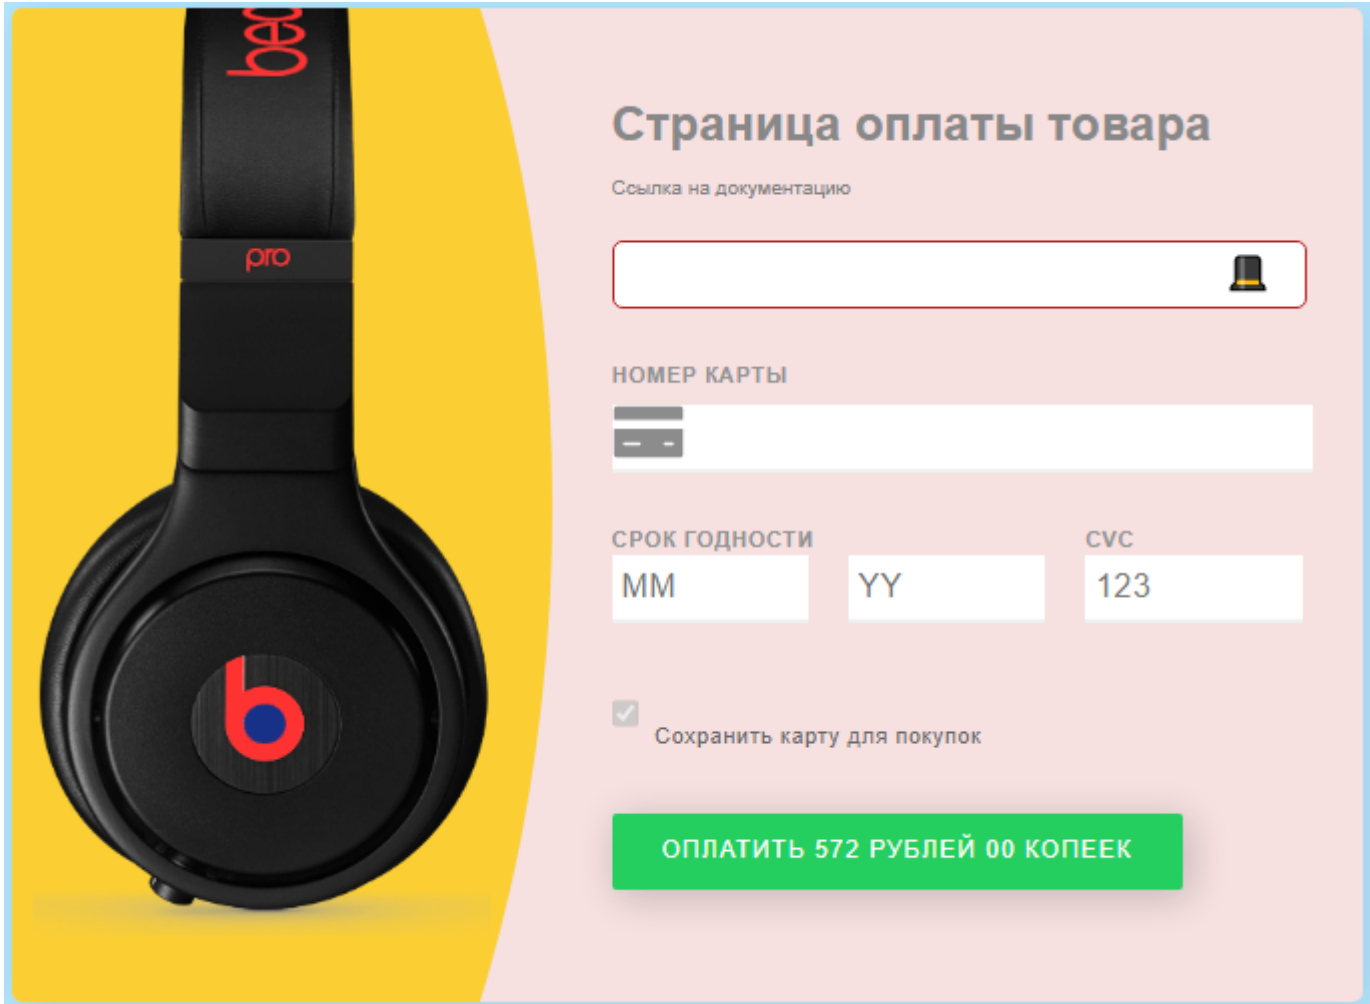 pro
Страница оплаты товара
Ссылка на документацию
НОМЕР КАРТЫ
СРОК ГОДНОСТИ
CVC
MM
YY
123
Сохранить карту для покупок
ОПЛАТИТЬ 572 РУБЛЕЙ 00 КОПЕЕК